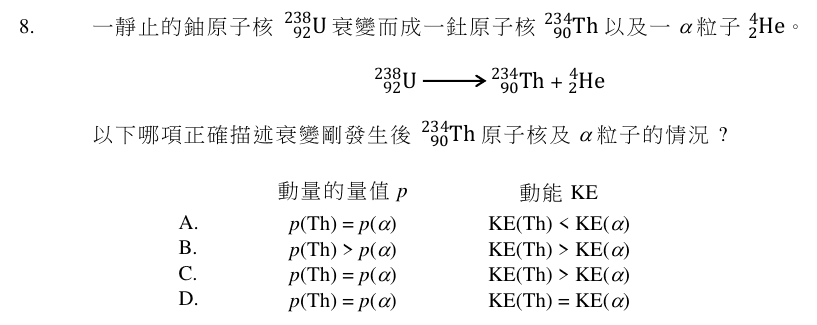 8. 一靜止的鈾原子核 ²³⁸₉₂U 衰變而成一釷原子核 ²³⁴₉₀Th 以及一 α 粒子 ⁴₂He。
²³⁸₉₂U ⟶ ²³⁴₉₀Th + ⁴₂He
以下哪項正確描述衰變剛發生後 ²³⁴₉₀Th 原子核及 α 粒子的情況？
動量的量值 p 動能 KE
A. p(Th) = p(α) KE(Th) < KE(α)
B. p(Th) > p(α) KE(Th) > KE(α)
C. p(Th) = p(α) KE(Th) > KE(α)
D. p(Th) = p(α) KE(Th) = KE(α)